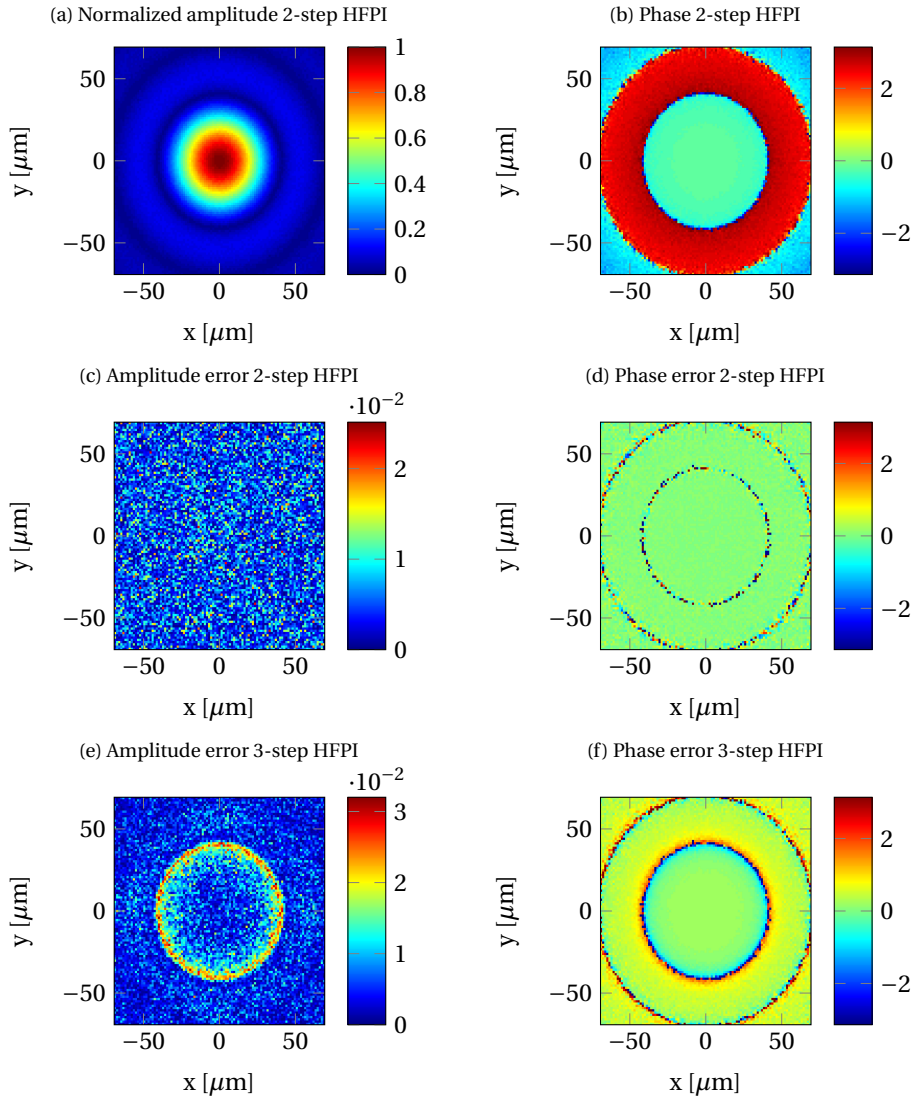 (a) Normalized amplitude 2-step HFPI
(b) Phase 2-step HFPI
50
0
−50
y [μm]
−50 0 50
x [μm]
1
0.8
0.6
0.4
0.2
0
50
0
−50
y [μm]
−50 0 50
x [μm]
2
0
−2
(c) Amplitude error 2-step HFPI
(d) Phase error 2-step HFPI
·10⁻²
50
0
−50
y [μm]
−50 0 50
x [μm]
2
1
0
50
0
−50
y [μm]
−50 0 50
x [μm]
2
0
−2
(e) Amplitude error 3-step HFPI
(f) Phase error 3-step HFPI
·10⁻²
50
0
−50
y [μm]
−50 0 50
x [μm]
3
2
1
0
50
0
−50
y [μm]
−50 0 50
x [μm]
2
0
−2